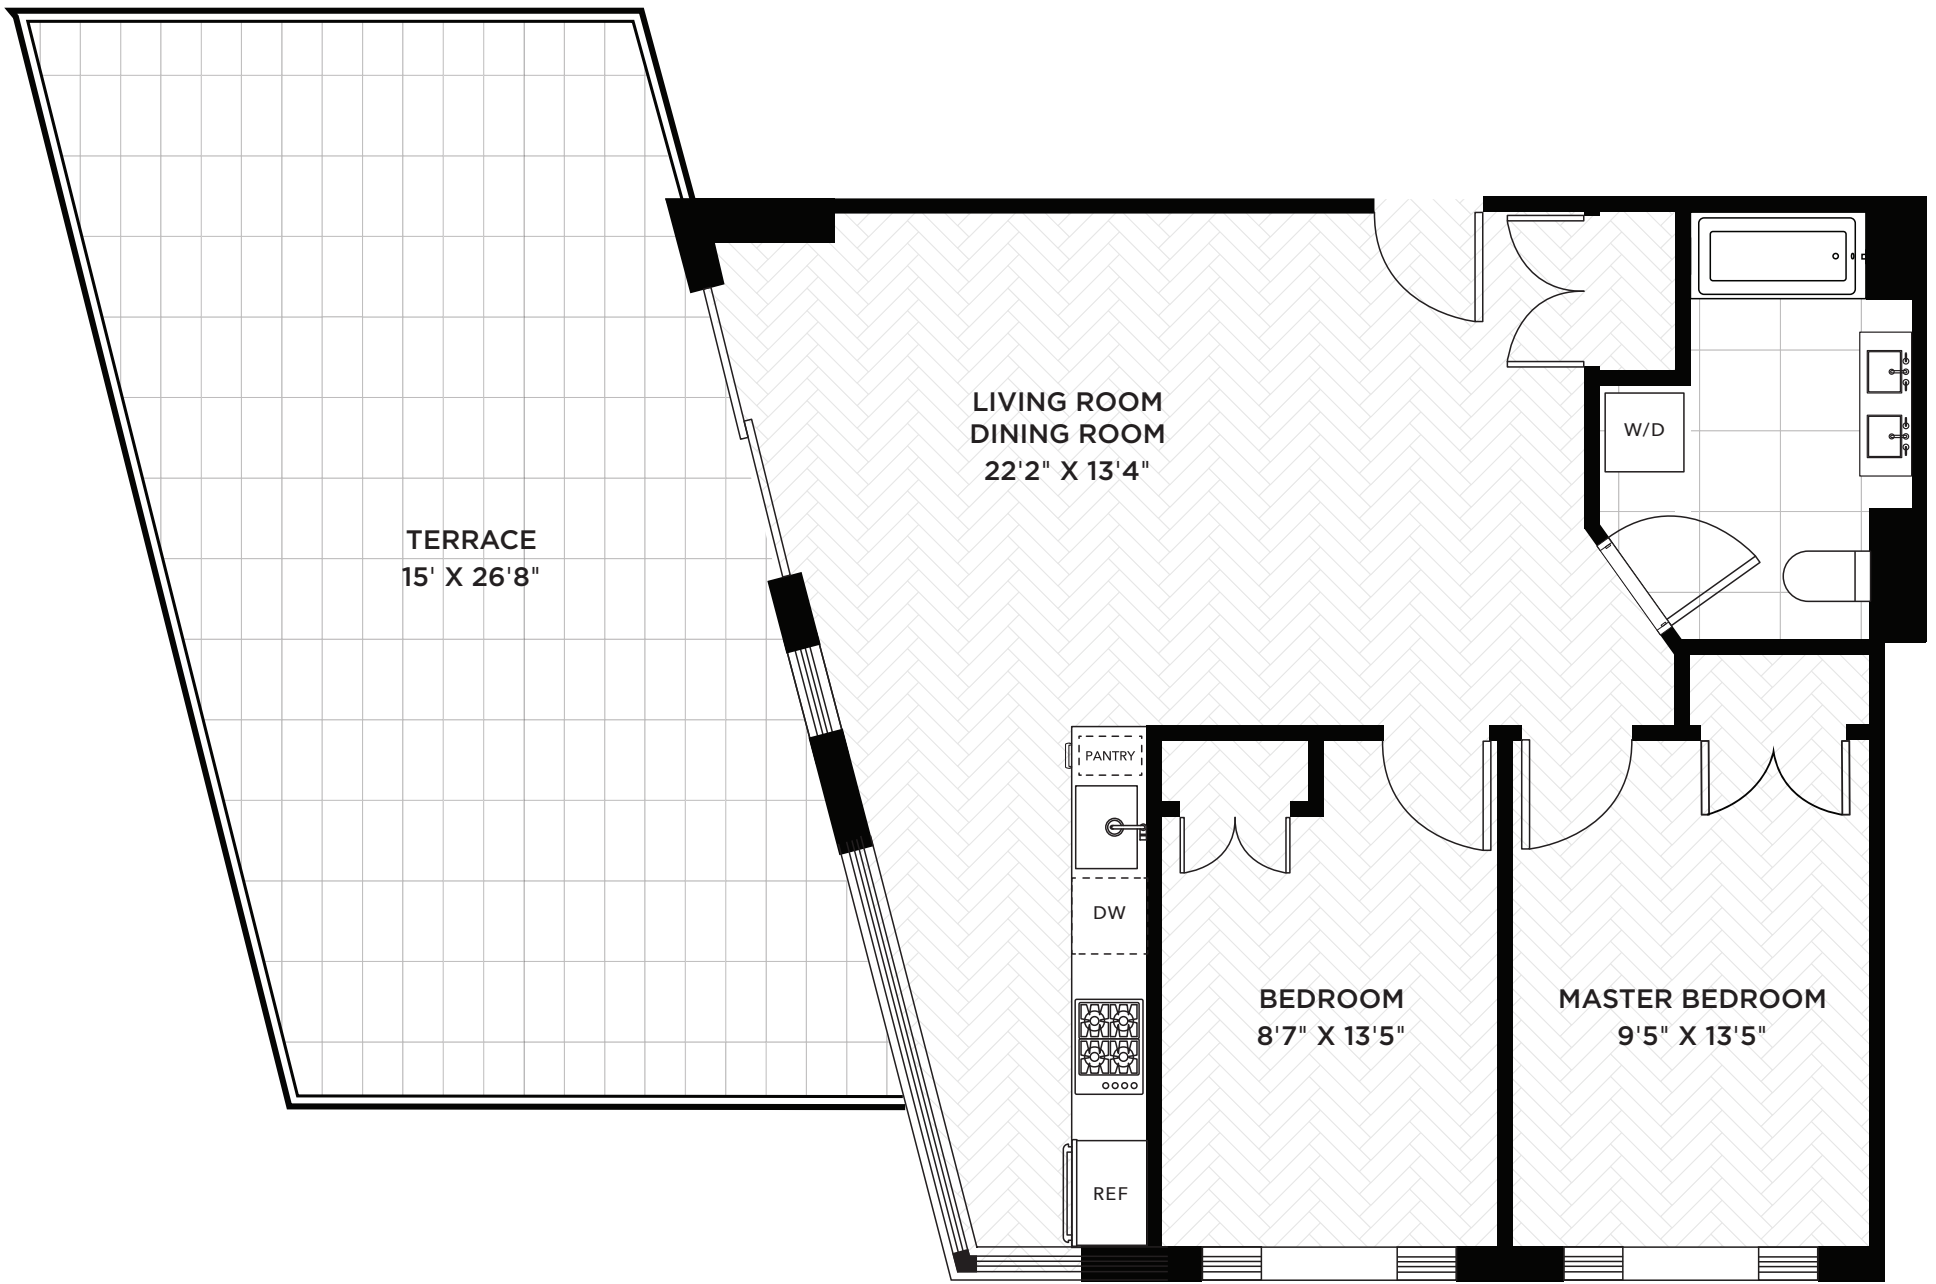 LIVING ROOM
DINING ROOM
22'2" X 13'4"
W/D
TERRACE
15' X 26'8"
PANTRY
DW
BEDROOM
8'7" X 13'5"
MASTER BEDROOM
9'5" X 13'5"
REF